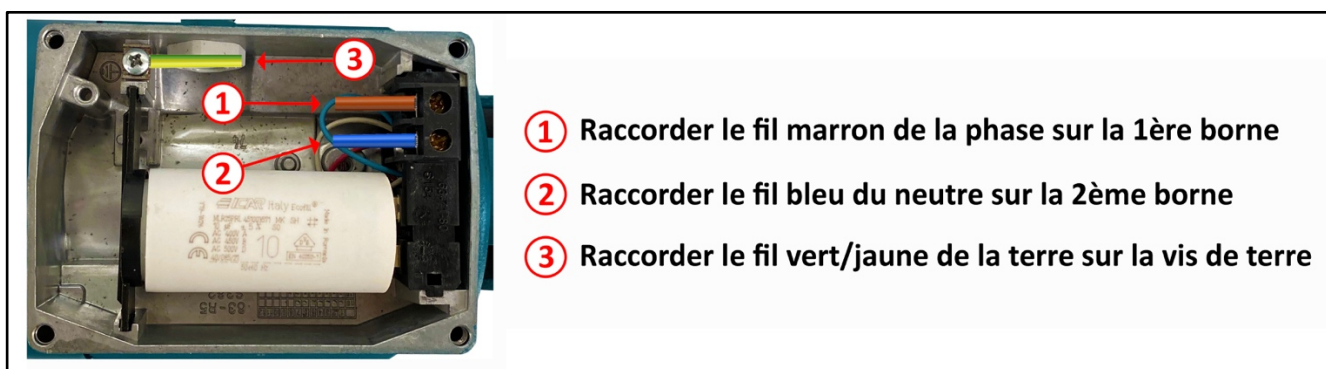 3
1
2
Italy
10
1 Raccorder le fil marron de la phase sur la 1ère borne
2 Raccorder le fil bleu du neutre sur la 2ème borne
3 Raccorder le fil vert/jaune de la terre sur la vis de terre